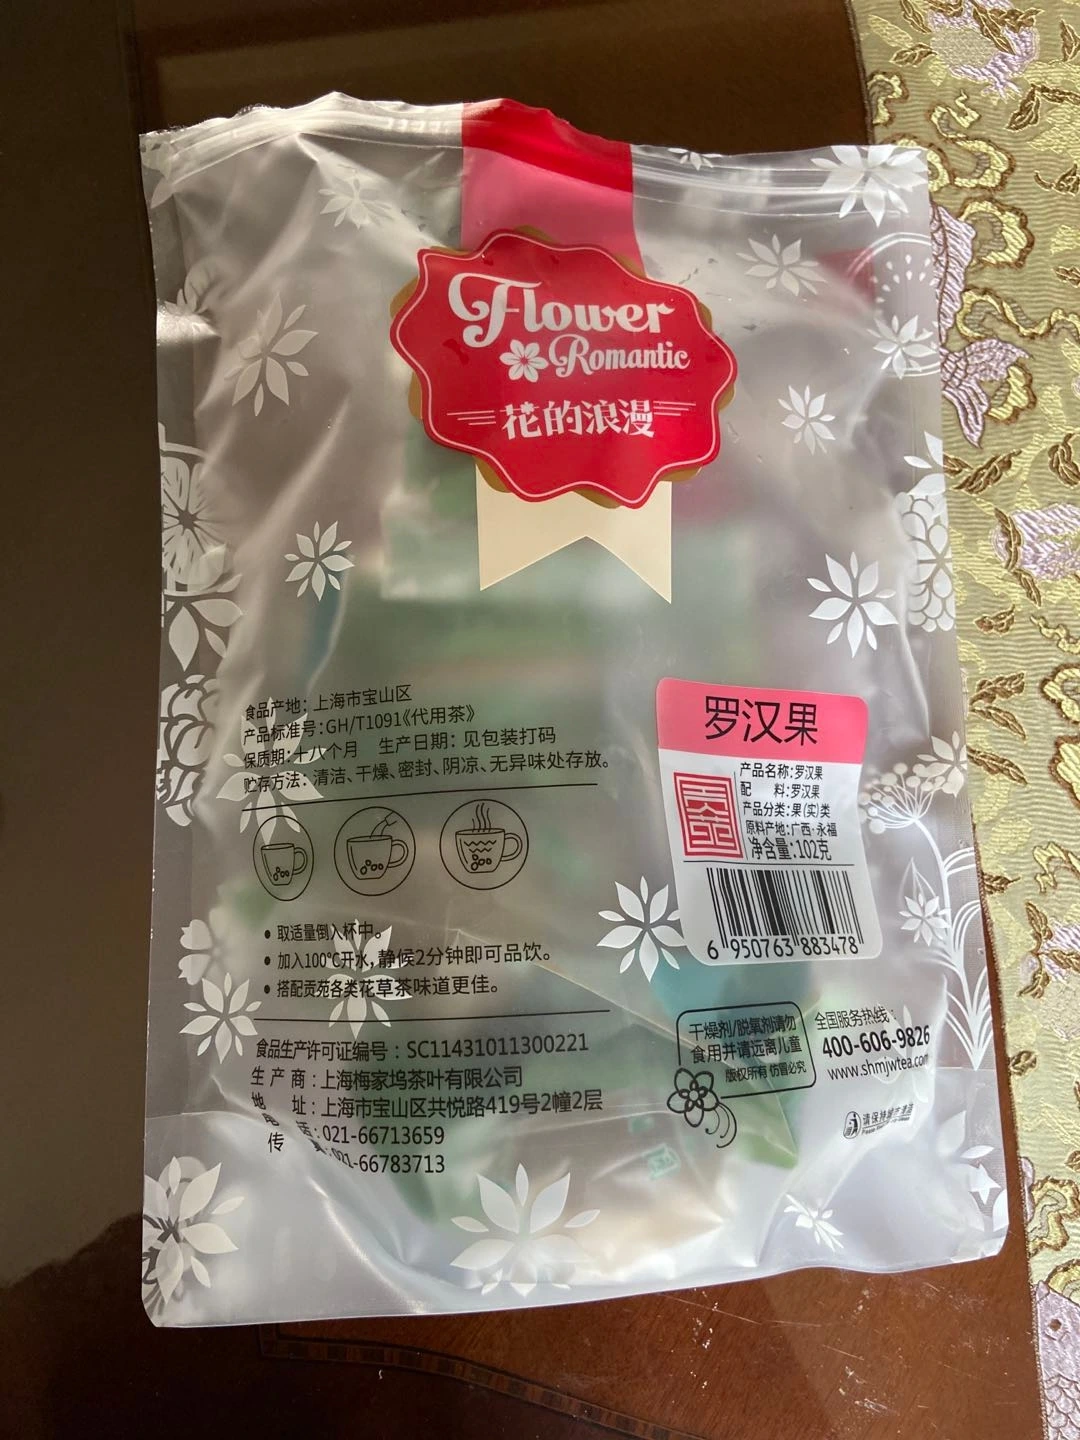 Flower
Romantic
花的浪漫
食品产地：上海市宝山区
产品标准号：GH/T1091《代用茶》
保质期：十八个月 生产日期：见包装打码
贮存方法：清洁、干燥、密封、阴凉、无异味处存放。
• 取适量倒入杯中。
• 加入100℃开水，静候2分钟即可品饮。
• 搭配贡苑各类花草茶味道更佳。
食品生产许可证编号：SC11431011300221
生产商：上海梅家坞茶叶有限公司
地址：上海市宝山区共悦路419号2幢2层
电话：021-66713659
传真：021-66783713
罗汉果
产品名称：罗汉果
配料：罗汉果
产品分类：果(实)类
原料产地：广西·永福
净含量：102克
6 950763 883478
干燥剂/脱氧剂请勿
食用并请远离儿童
版权所有 仿冒必究
全国服务热线：
400-606-9826
www.shmjwtea.com
请保持城市清洁